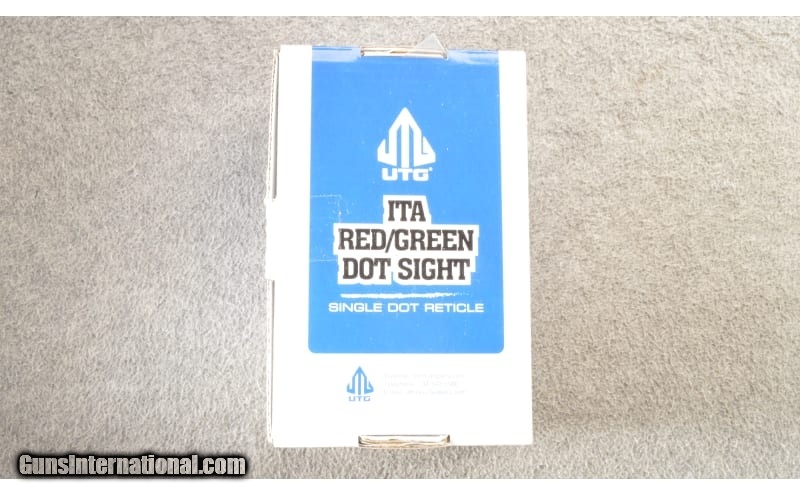 UTG®
ITA
RED/GREEN
DOT SIGHT
SINGLE DOT RETICLE
UTG
GunsInternational.com